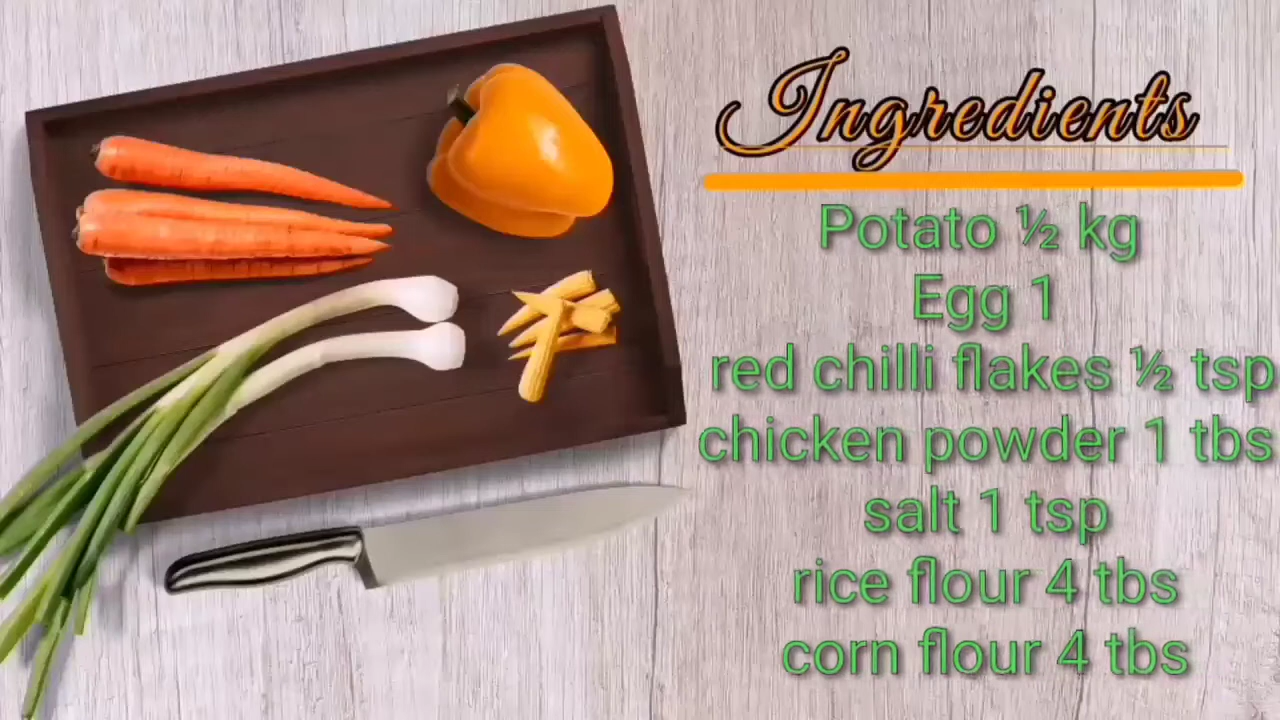 Ingredients
Potato ½ kg
Egg 1
red chilli flakes ½ tsp
chicken powder 1 tbs
salt 1 tsp
rice flour 4 tbs
corn flour 4 tbs